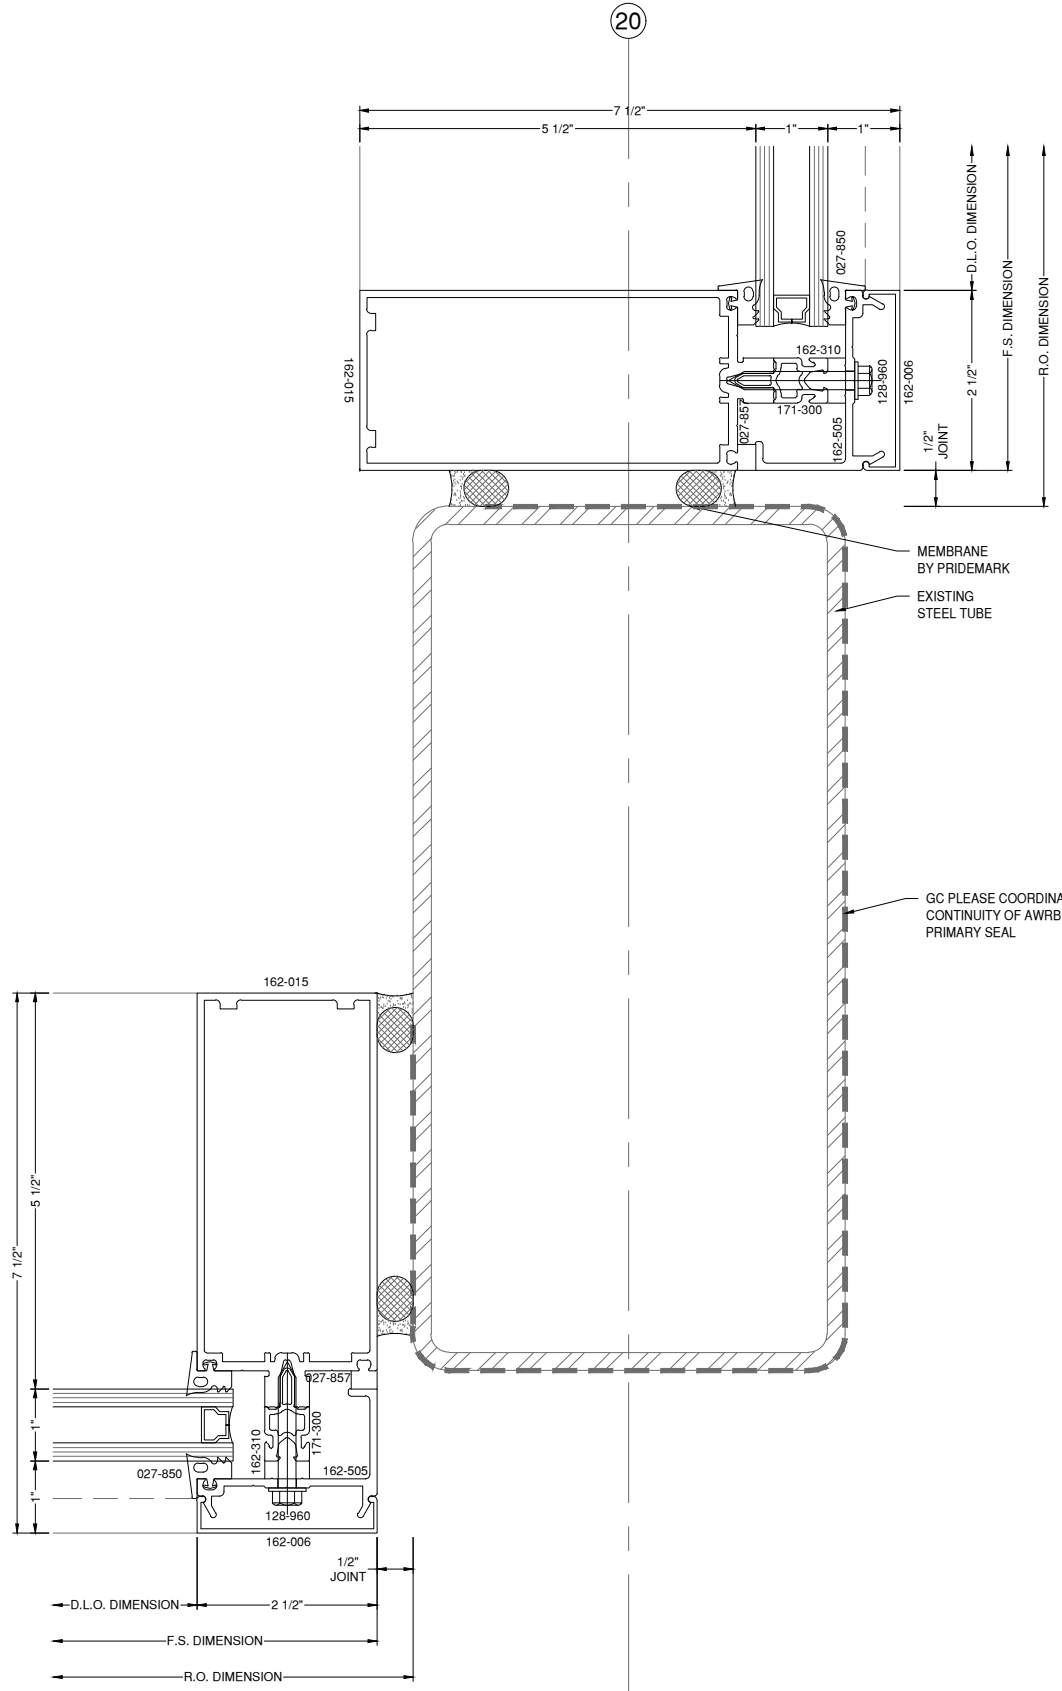 20
7 1/2"
5 1/2"
1"
1"
D.L.O. DIMENSION
F.S. DIMENSION
R.O. DIMENSION
027-850
162-015
162-310
171-300
027-857
162-505
128-960
162-006
2 1/2"
1/2"
JOINT
MEMBRANE
BY PRIDEMARK
EXISTING
STEEL TUBE
GC PLEASE COORDINA
CONTINUITY OF AWRB
PRIMARY SEAL
162-015
7 1/2"
5 1/2"
1"
1"
027-857
162-310
171-300
162-505
027-850
128-960
162-006
1/2"
JOINT
D.L.O. DIMENSION
2 1/2"
F.S. DIMENSION
R.O. DIMENSION